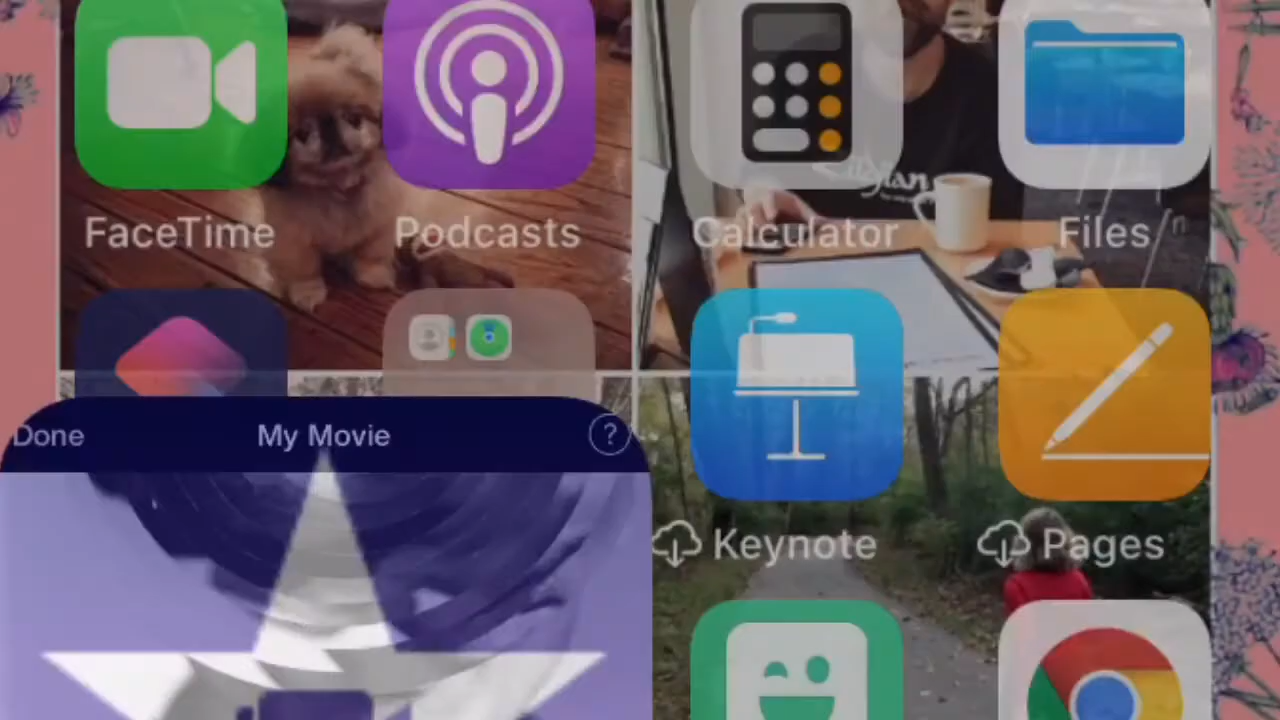 FaceTime
Podcasts
Calculator
Files
Done
My Movie
?
Keynote
Pages